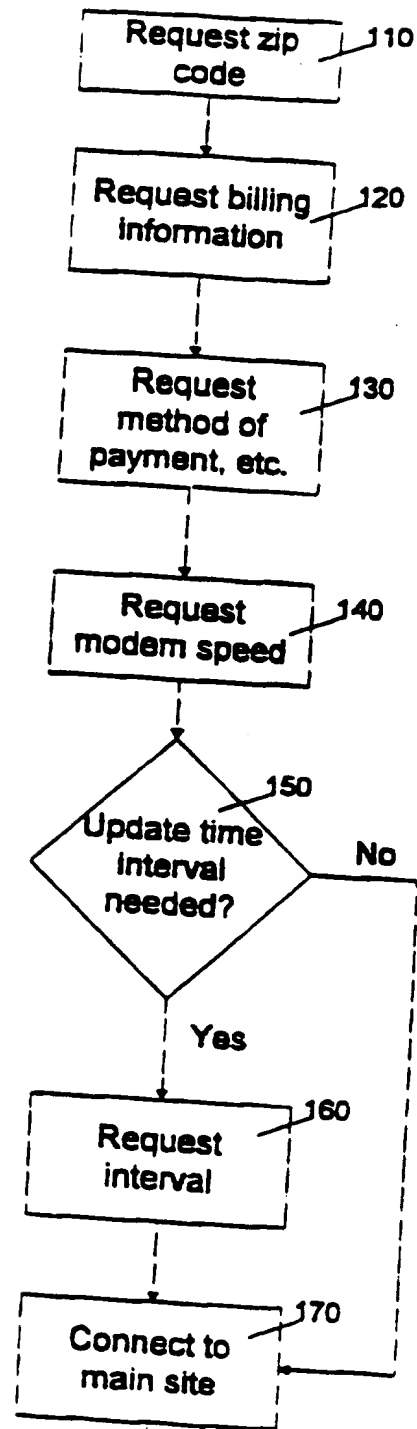 Request zip
code
110
Request billing
information
120
Request
method of
payment, etc.
130
Request
modem speed
140
150
Update time
interval
needed?
No
Yes
160
Request
interval
170
Connect to
main site